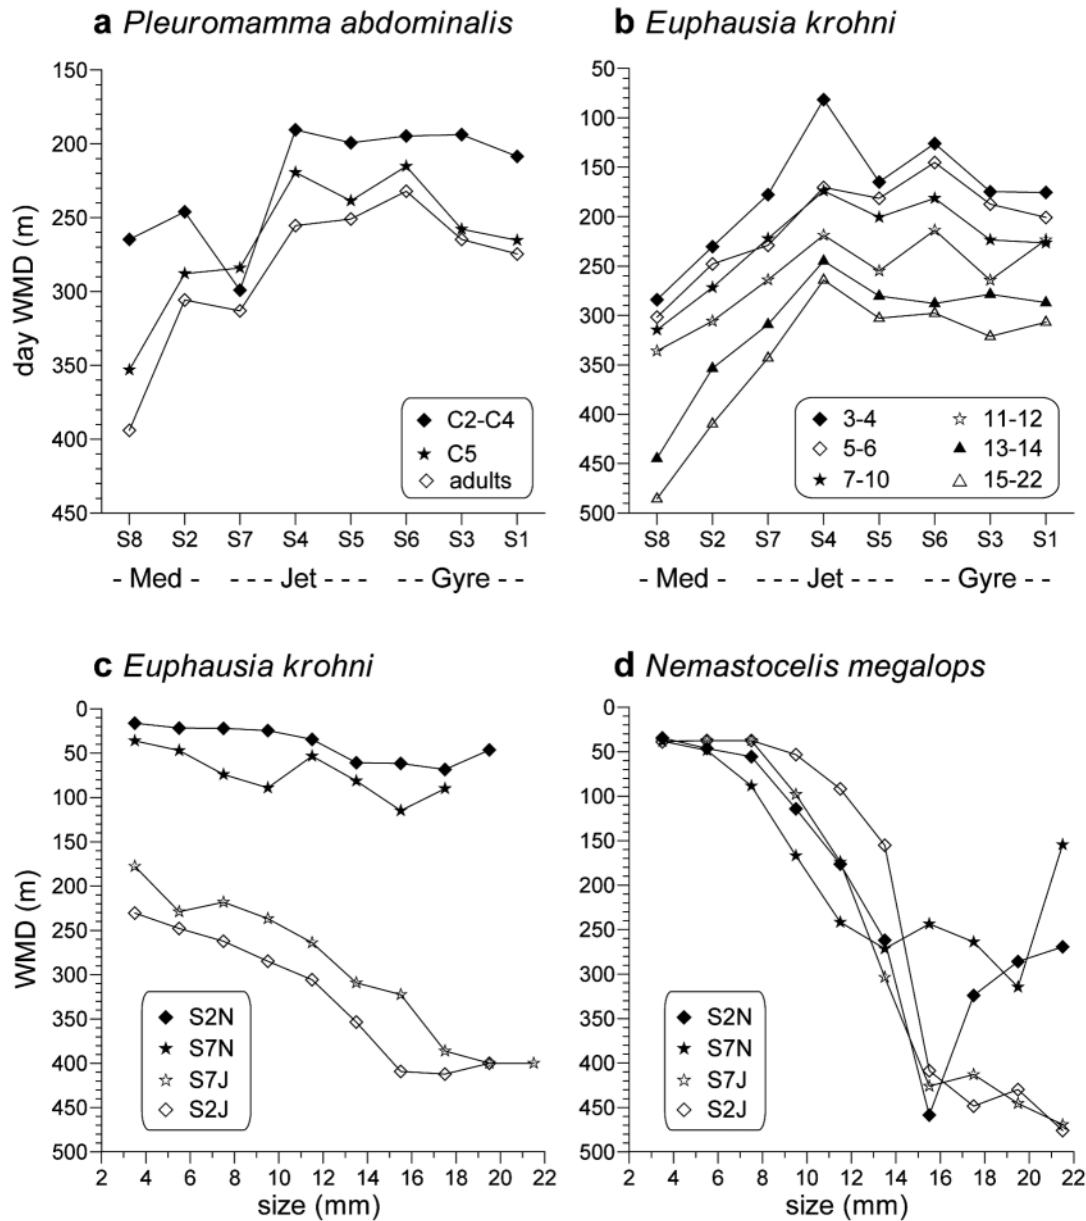 a Pleuromamma abdominalis
150
200
250
300
350
400
450
day WMD (m)
C2-C4
C5
adults
S8 S2 S7 S4 S5 S6 S3 S1
- Med - - - - Jet - - - - - Gyre - -
b Euphausia krohni
50
100
150
200
250
300
350
400
450
500
3-4 11-12
5-6 13-14
7-10 15-22
S8 S2 S7 S4 S5 S6 S3 S1
- Med - - - - Jet - - - - - Gyre - -
c Euphausia krohni
0
50
100
150
200
250
300
350
400
450
500
WMD (m)
S2N
S7N
S7J
S2J
2 4 6 8 10 12 14 16 18 20 22
size (mm)
d Nemastocelis megalops
0
50
100
150
200
250
300
350
400
450
500
S2N
S7N
S7J
S2J
2 4 6 8 10 12 14 16 18 20 22
size (mm)